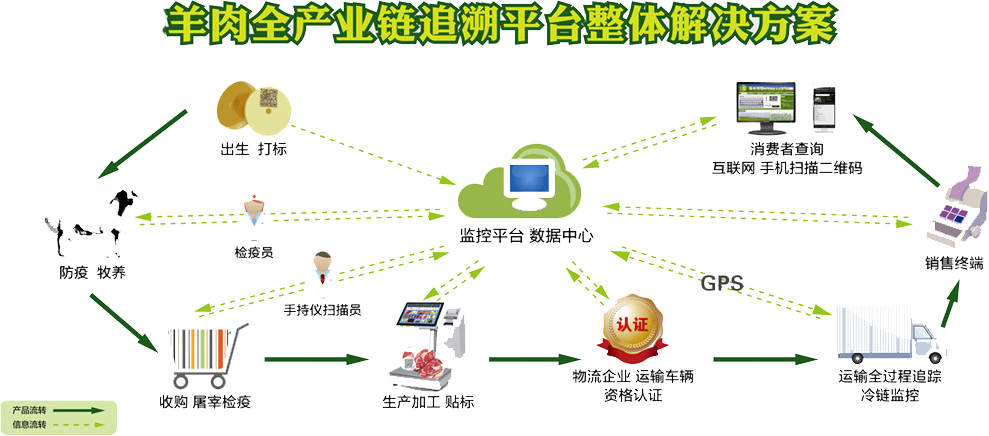 羊肉全产业链追溯平台整体解决方案
出生 打标
消费者查询
互联网 手机扫描二维码
检疫员
监控平台 数据中心
防疫 牧养
销售终端
GPS
手持仪扫描员
认证
收购 屠宰检疫
生产加工 贴标
物流企业 运输车辆
资格认证
运输全过程追踪
冷链监控
产品流转
信息流转